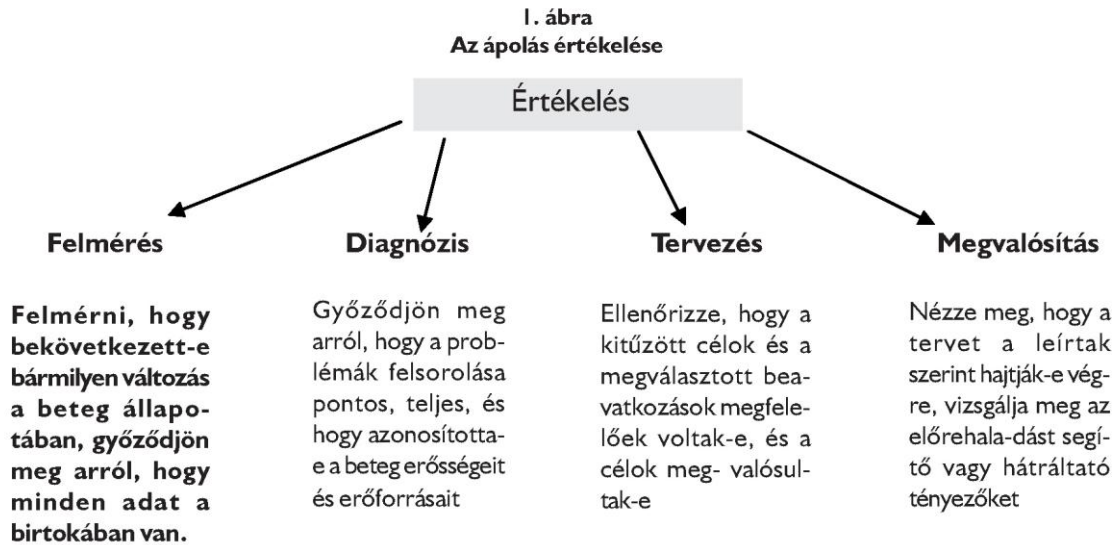 1. ábra
Az ápolás értékelése
Értékelés
Felmérés
Felmérni, hogy
bekövetkezett-e
bármilyen változás
a beteg állapo-
tában, győződjön
meg arról, hogy
minden adat a
birtokában van.
Diagnózis
Győződjön meg
arról, hogy a prob-
lémák felsorolása
pontos, teljes, és
hogy azonosította-
e a beteg erősségeit
és erőforrásait
Tervezés
Ellenőrizze, hogy a
kitűzött célok és a
megválasztott bea-
vatkozások megfele-
lőek voltak-e, és a
célok meg- valósul-
tak-e
Megvalósítás
Nézze meg, hogy a
tervet a leírtak
szerint hajtják-e vég-
re, vizsgálja meg az
előrehala-dást segí-
tő vagy hátráltató
tényezőket